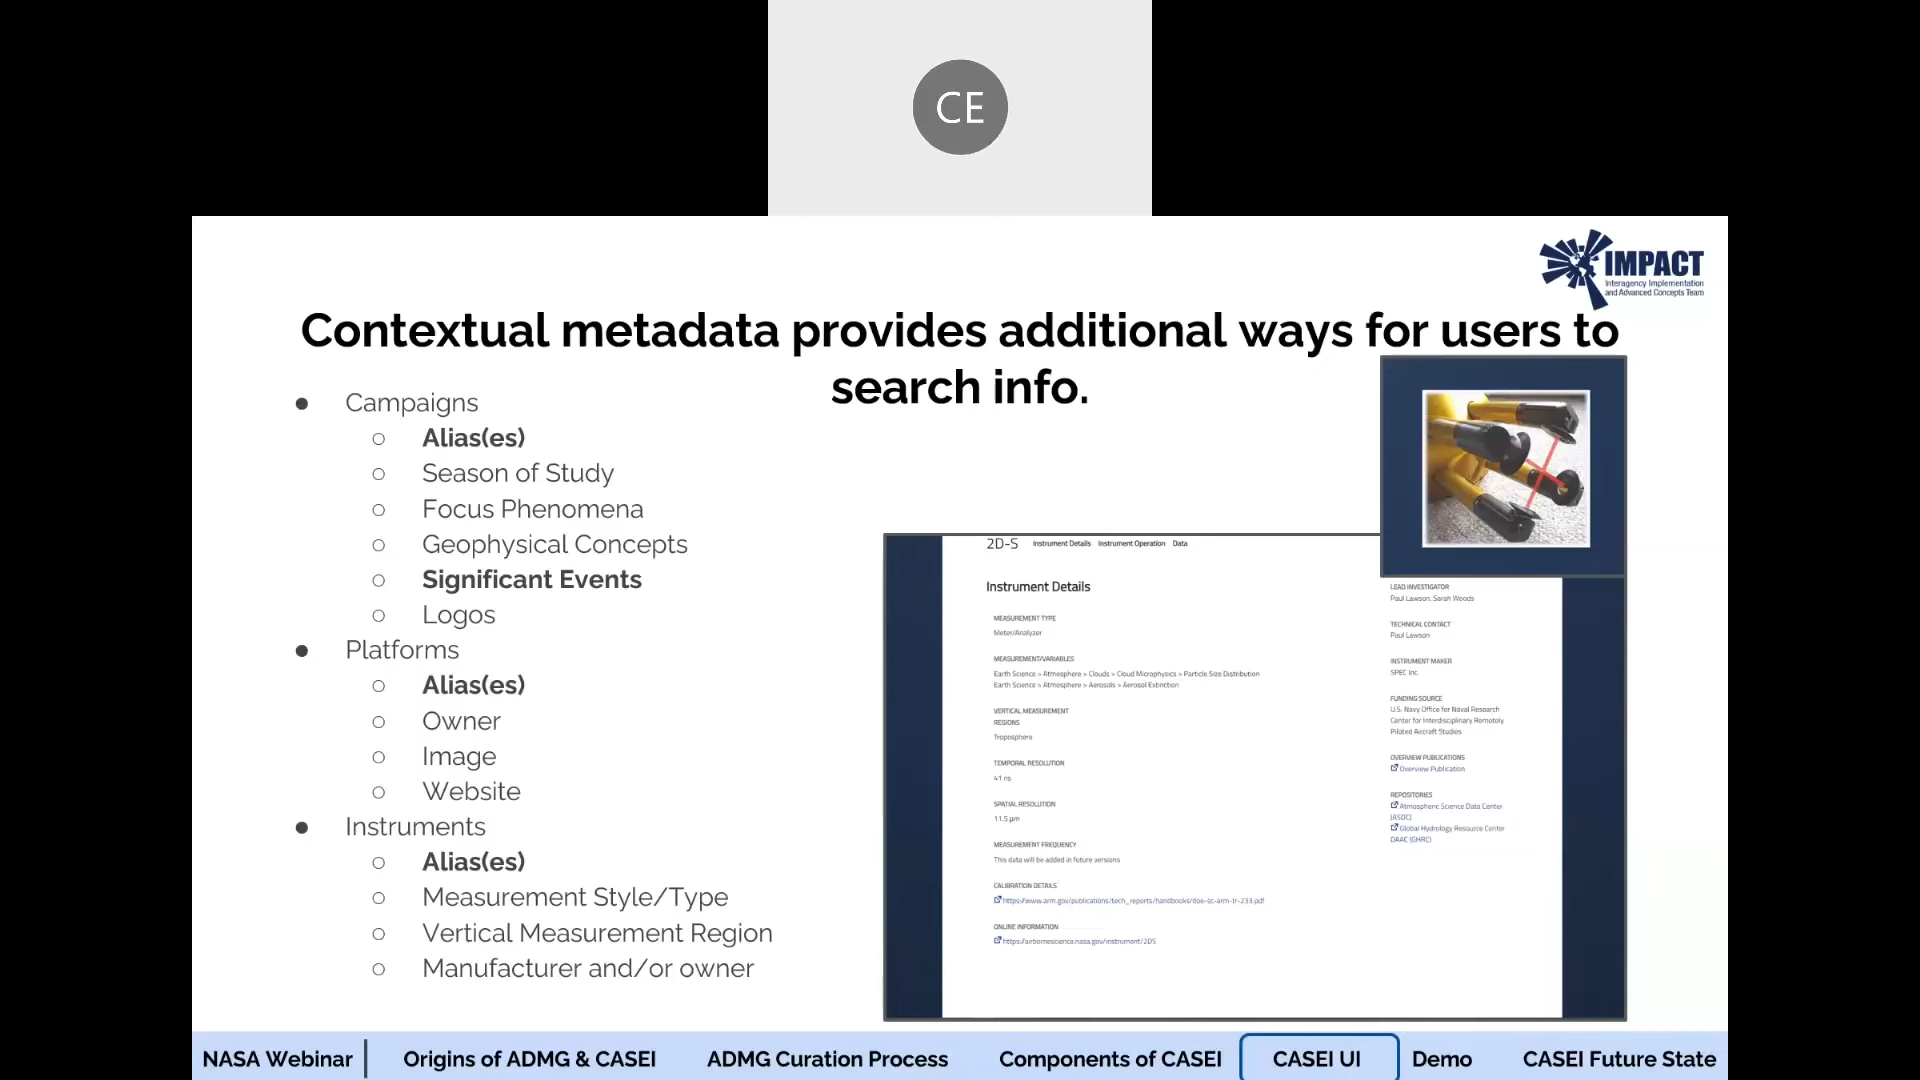 CE
IMPACT
Interagency Implementation
and Advanced Concepts Team
Contextual metadata provides additional ways for users to
search info.
● Campaigns
○ Alias(es)
○ Season of Study
○ Focus Phenomena
○ Geophysical Concepts
○ Significant Events
○ Logos
● Platforms
○ Alias(es)
○ Owner
○ Image
○ Website
● Instruments
○ Alias(es)
○ Measurement Style/Type
○ Vertical Measurement Region
○ Manufacturer and/or owner
2D-S Instrument Details Instrument Operation Data
Instrument Details
MEASUREMENT TYPE
Meter/Analyzer
MEASUREMENT/VARIABLES
Earth Science > Atmosphere > Clouds > Cloud Microphysics > Particle Size Distribution
Earth Science > Atmosphere > Aerosols > Aerosol Extinction
VERTICAL MEASUREMENT
REGIONS
Troposphere
TEMPORAL RESOLUTION
41 ns
SPATIAL RESOLUTION
11.5 μm
MEASUREMENT FREQUENCY
This data will be added in future versions
CALIBRATION DETAILS
https://www.arm.gov/publications/tech_reports/handbooks/doe-sc-arm-tr-233.pdf
ONLINE INFORMATION
https://airbornescience.nasa.gov/instrument/2DS
LEAD INVESTIGATOR
Paul Lawson, Sarah Woods
TECHNICAL CONTACT
Paul Lawson
INSTRUMENT MAKER
SPEC Inc.
FUNDING SOURCE
U.S. Navy Office for Naval Research
Center for Interdisciplinary Remotely
Piloted Aircraft Studies
OVERVIEW PUBLICATIONS
Overview Publication
REPOSITORIES
Atmospheric Science Data Center
(ASDC)
Global Hydrology Resource Center
DAAC (GHRC)
NASA Webinar Origins of ADMG & CASEI ADMG Curation Process Components of CASEI CASEI UI Demo CASEI Future State